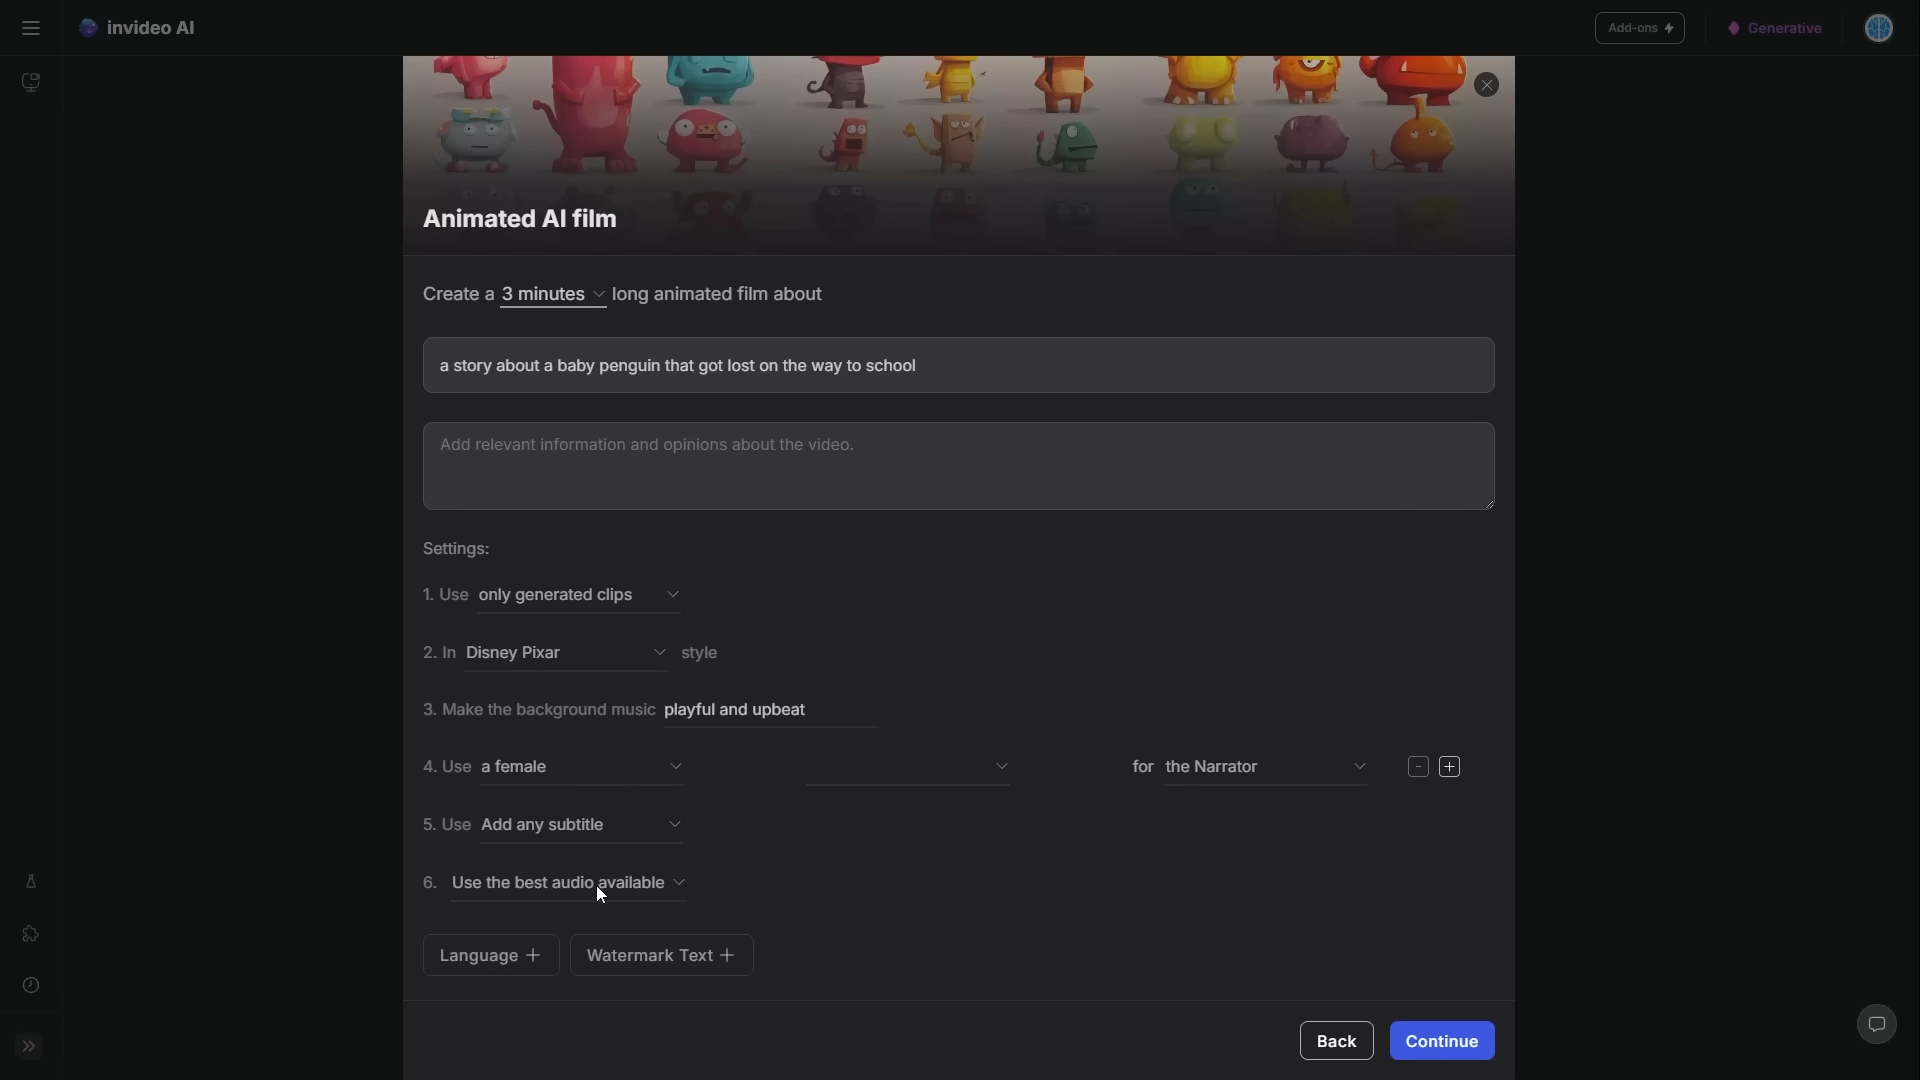 invideo AI
Add-ons
Generative
Animated AI film
Create a 3 minutes long animated film about
a story about a baby penguin that got lost on the way to school
Add relevant information and opinions about the video.
Settings:
1. Use only generated clips
2. In Disney Pixar style
3. Make the background music playful and upbeat
4. Use a female for the Narrator - +
5. Use Add any subtitle
6. Use the best audio available
Language + Watermark Text +
Back Continue